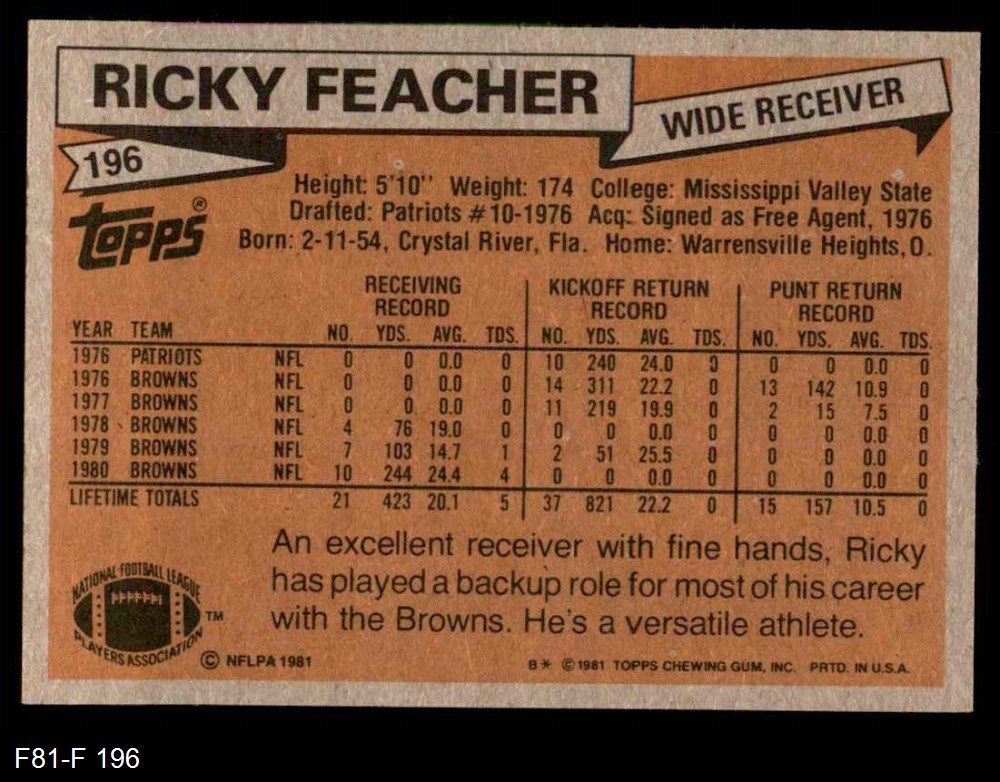 RICKY FEACHER
WIDE RECEIVER
196
topps®
Height: 5'10" Weight: 174 College: Mississippi Valley State
Drafted: Patriots #10-1976 Acq: Signed as Free Agent, 1976
Born: 2-11-54, Crystal River, Fla. Home: Warrensville Heights, O.
RECEIVING RECORD KICKOFF RETURN RECORD PUNT RETURN RECORD
YEAR TEAM NO. YDS. AVG. TDS. NO. YDS. AVG. TDS. NO. YDS. AVG. TDS.
1976 PATRIOTS NFL 0 0 0.0 0 10 240 24.0 0 0 0 0.0 0
1976 BROWNS NFL 0 0 0.0 0 14 311 22.2 0 13 142 10.9 0
1977 BROWNS NFL 0 0 0.0 0 11 219 19.9 0 2 15 7.5 0
1978 BROWNS NFL 4 76 19.0 0 0 0 0.0 0 0 0 0.0 0
1979 BROWNS NFL 7 103 14.7 1 2 51 25.5 0 0 0 0.0 0
1980 BROWNS NFL 10 244 24.4 4 0 0 0.0 0 0 0 0.0 0
LIFETIME TOTALS 21 423 20.1 5 37 821 22.2 0 15 157 10.5 0
An excellent receiver with fine hands, Ricky
has played a backup role for most of his career
with the Browns. He's a versatile athlete.
NATIONAL FOOTBALL LEAGUE
PLAYERS ASSOCIATION
TM
© NFLPA 1981
B* © 1981 TOPPS CHEWING GUM, INC. PRTD. IN U.S.A.
F81-F 196